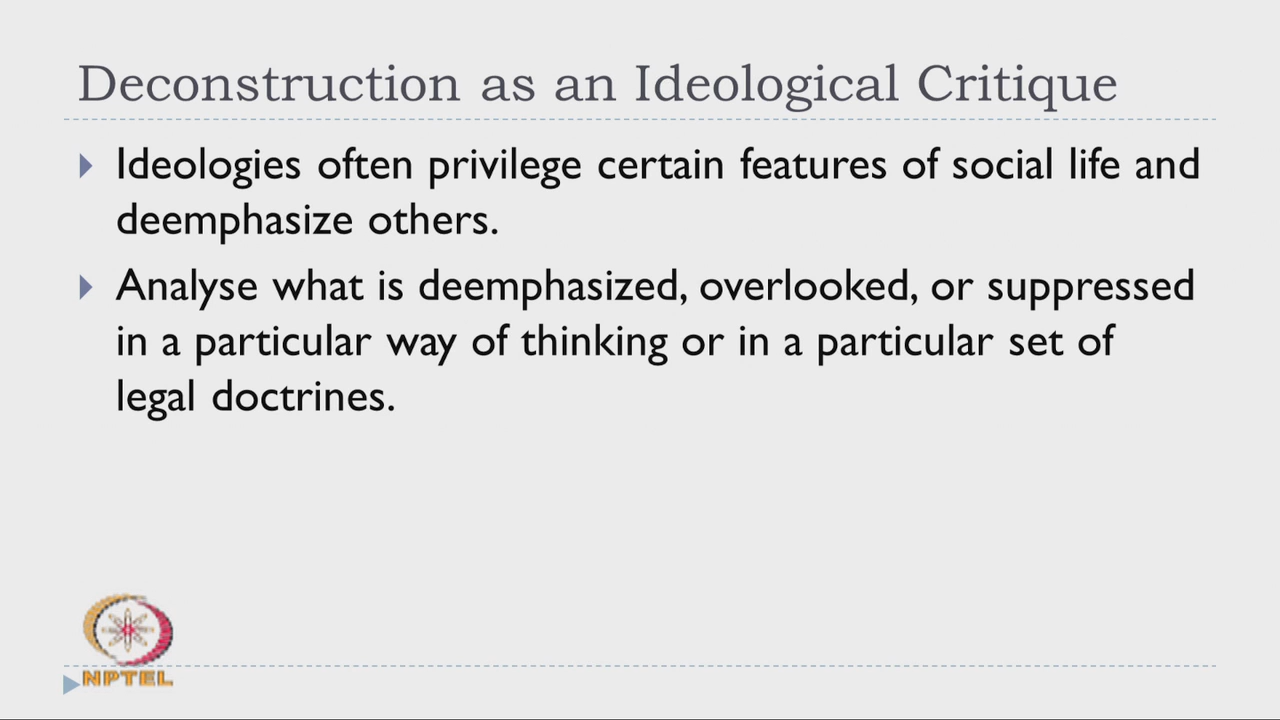 Deconstruction as an Ideological Critique
Ideologies often privilege certain features of social life and
deemphasize others.
Analyse what is deemphasized, overlooked, or suppressed
in a particular way of thinking or in a particular set of
legal doctrines.
NPTEL